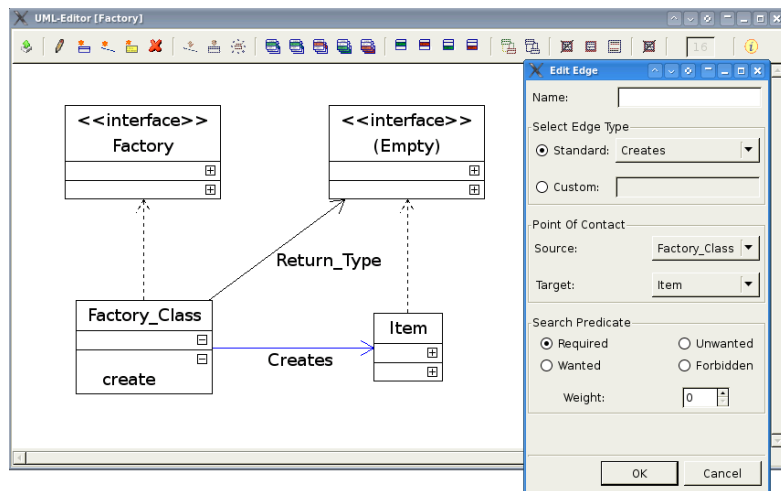 UML-Editor [Factory]
16
<<interface>>
Factory
<<interface>>
(Empty)
Return_Type
Factory_Class
create
Creates
Item
Edit Edge
Name:
Select Edge Type
Standard: Creates
Custom:
Point Of Contact
Source: Factory_Class
Target: Item
Search Predicate
Required Unwanted
Wanted Forbidden
Weight: 0
OK Cancel